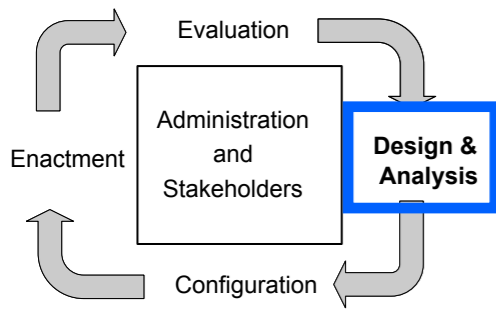 Evaluation
Administration
and
Stakeholders
Design &
Analysis
Enactment
Configuration